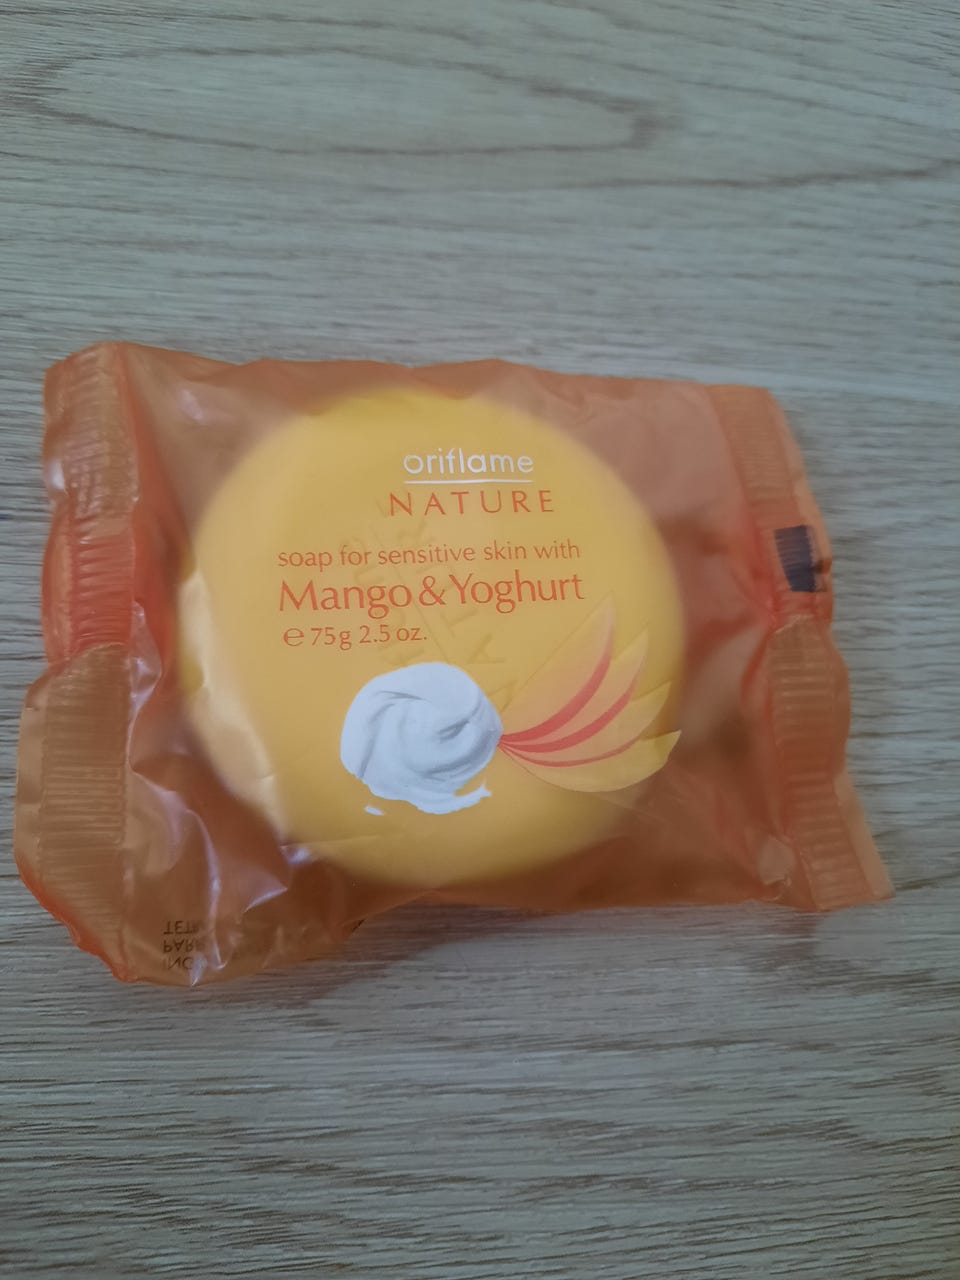 oriflame
NATURE
soap for sensitive skin with
Mango & Yoghurt
℮ 75g 2.5 oz.